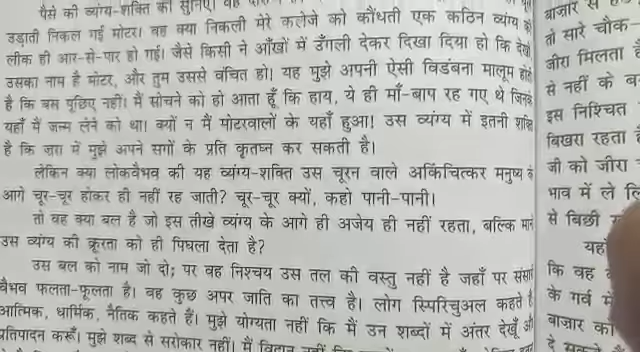 पैसे की व्यंग्य-शक्ति को सुनिए! वह
उड़ाती निकल गई मोटर। वह क्या निकली मेरे कलेजे को कौंधती एक कठिन व्यंग्य की
लीक ही आर-से-पार हो गई। जैसे किसी ने आँखों में उँगली देकर दिखा दिया हो कि देखो
उसका नाम है मोटर, और तुम उससे वंचित हो! यह मुझे अपनी ऐसी विडंबना मालूम होती
है कि बस पूछिए नहीं। मैं सोचने को हो आता हूँ कि हाय, ये ही माँ-बाप रह गए थे जिनके
यहाँ मैं जन्म लेने को था! क्यों न मैं मोटरवालों के यहाँ हुआ! उस व्यंग्य में इतनी शक्ति
है कि ज़रा में मुझे अपने सगों के प्रति कृतघ्न कर सकती है।
लेकिन क्या लोकवैभव की यह व्यंग्य-शक्ति उस चूरन वाले अकिंचित्कर मनुष्य के
आगे चूर-चूर होकर ही नहीं रह जाती? चूर-चूर क्यों, कहो पानी-पानी।
तो वह क्या बल है जो इस तीखे व्यंग्य के आगे ही अजेय ही नहीं रहता, बल्कि मानो
उस व्यंग्य की क्रूरता को ही पिघला देता है?
उस बल को नाम जो दो; पर वह निश्चय उस तल की वस्तु नहीं है जहाँ पर संसारी
वैभव फलता-फूलता है। वह कुछ अपर जाति का तत्त्व है। लोग स्पिरिचुअल कहते हैं
आत्मिक, धार्मिक, नैतिक कहते हैं। मुझे योग्यता नहीं कि मैं उन शब्दों में अंतर देखूँ और
प्रतिपादन करूँ। मुझे शब्द से सरोकार नहीं। मैं विद्वान नहीं
बाज़ार से
तो सारे चौक
जीरा मिलता है
से नहीं के
इस निश्चित
बिखरा रहता
जी को जीरा
भाव में ले
से बिछी
यहाँ
कि वह
के गर्व में
बाज़ार को
दे सकते